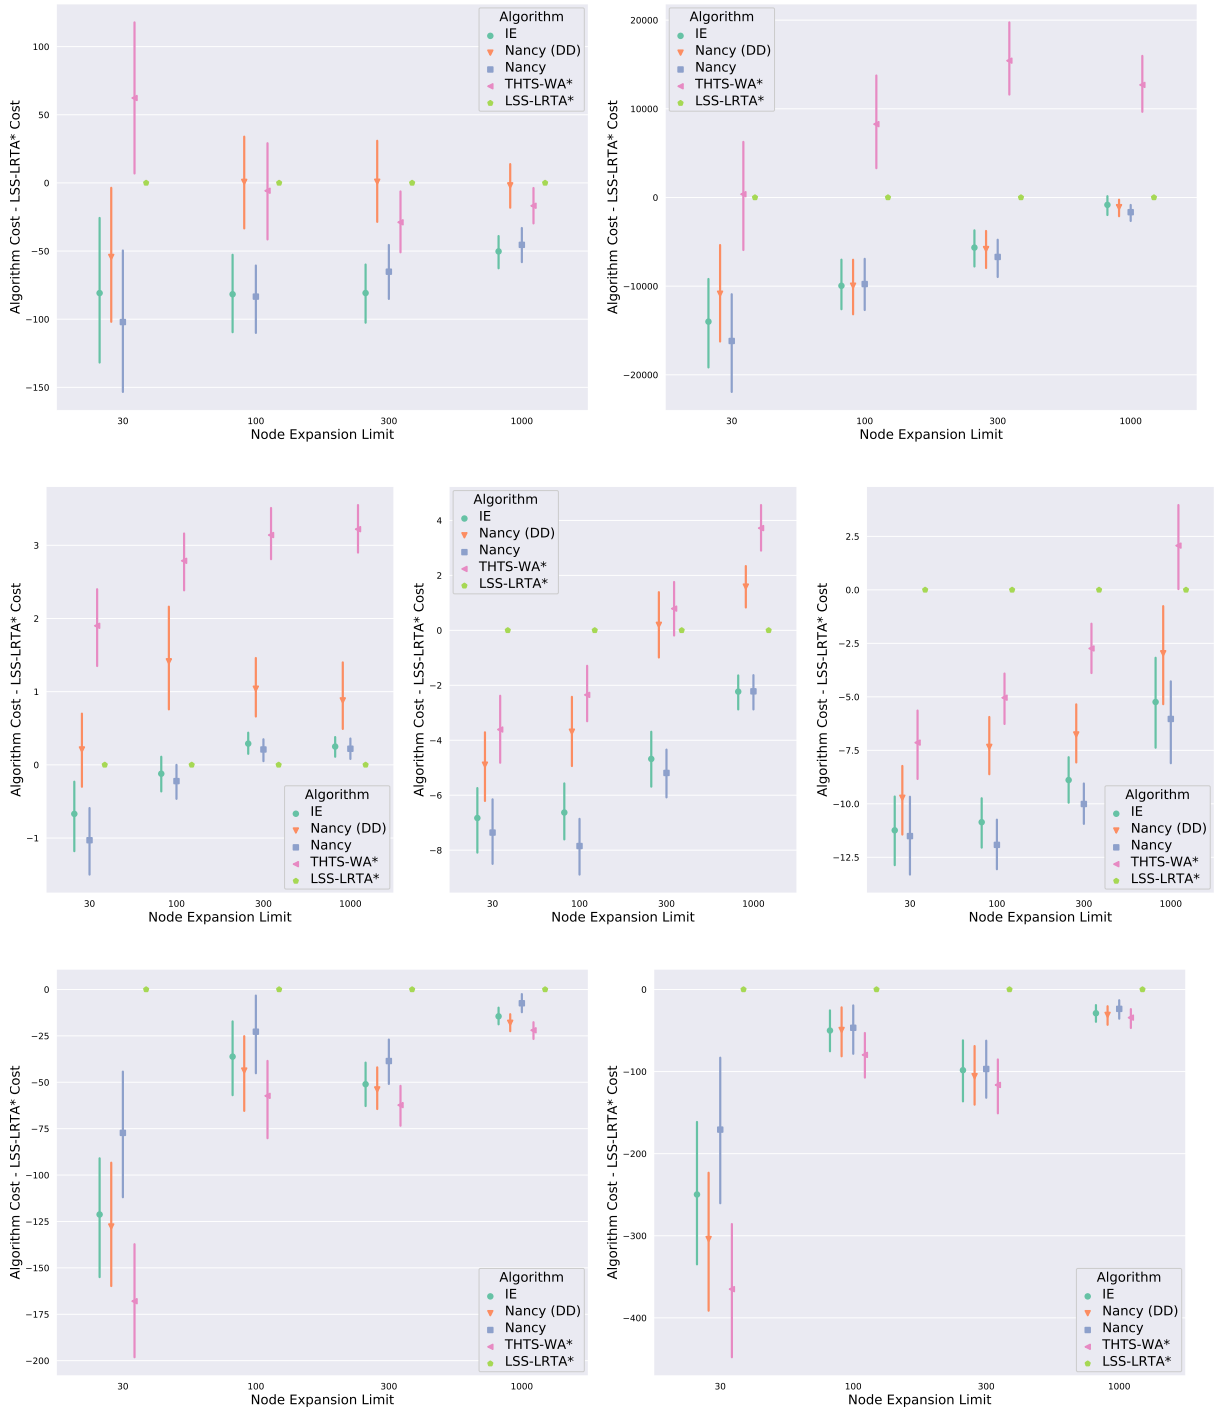 Algorithm Cost - LSS-LRTA* Cost
100
50
0
−50
−100
−150
Algorithm
IE
Nancy (DD)
Nancy
THTS-WA*
LSS-LRTA*
30 100 300 1000
Node Expansion Limit
Algorithm Cost - LSS-LRTA* Cost
20000
10000
0
−10000
−20000
Algorithm
IE
Nancy (DD)
Nancy
THTS-WA*
LSS-LRTA*
30 100 300 1000
Node Expansion Limit
Algorithm Cost - LSS-LRTA* Cost
3
2
1
0
−1
Algorithm
IE
Nancy (DD)
Nancy
THTS-WA*
LSS-LRTA*
30 100 300 1000
Node Expansion Limit
Algorithm Cost - LSS-LRTA* Cost
4
2
0
−2
−4
−6
−8
Algorithm
IE
Nancy (DD)
Nancy
THTS-WA*
LSS-LRTA*
30 100 300 1000
Node Expansion Limit
Algorithm Cost - LSS-LRTA* Cost
2.5
0.0
−2.5
−5.0
−7.5
−10.0
−12.5
Algorithm
IE
Nancy (DD)
Nancy
THTS-WA*
LSS-LRTA*
30 100 300 1000
Node Expansion Limit
Algorithm Cost - LSS-LRTA* Cost
0
−25
−50
−75
−100
−125
−150
−175
−200
Algorithm
IE
Nancy (DD)
Nancy
THTS-WA*
LSS-LRTA*
30 100 300 1000
Node Expansion Limit
Algorithm Cost - LSS-LRTA* Cost
0
−100
−200
−300
−400
Algorithm
IE
Nancy (DD)
Nancy
THTS-WA*
LSS-LRTA*
30 100 300 1000
Node Expansion Limit